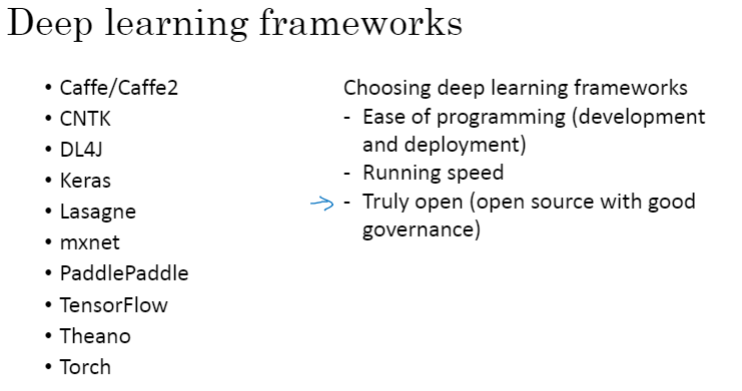 Deep learning frameworks
• Caffe/Caffe2
• CNTK
• DL4J
• Keras
• Lasagne
• mxnet
• PaddlePaddle
• TensorFlow
• Theano
• Torch
Choosing deep learning frameworks
- Ease of programming (development
and deployment)
- Running speed
- Truly open (open source with good
governance)